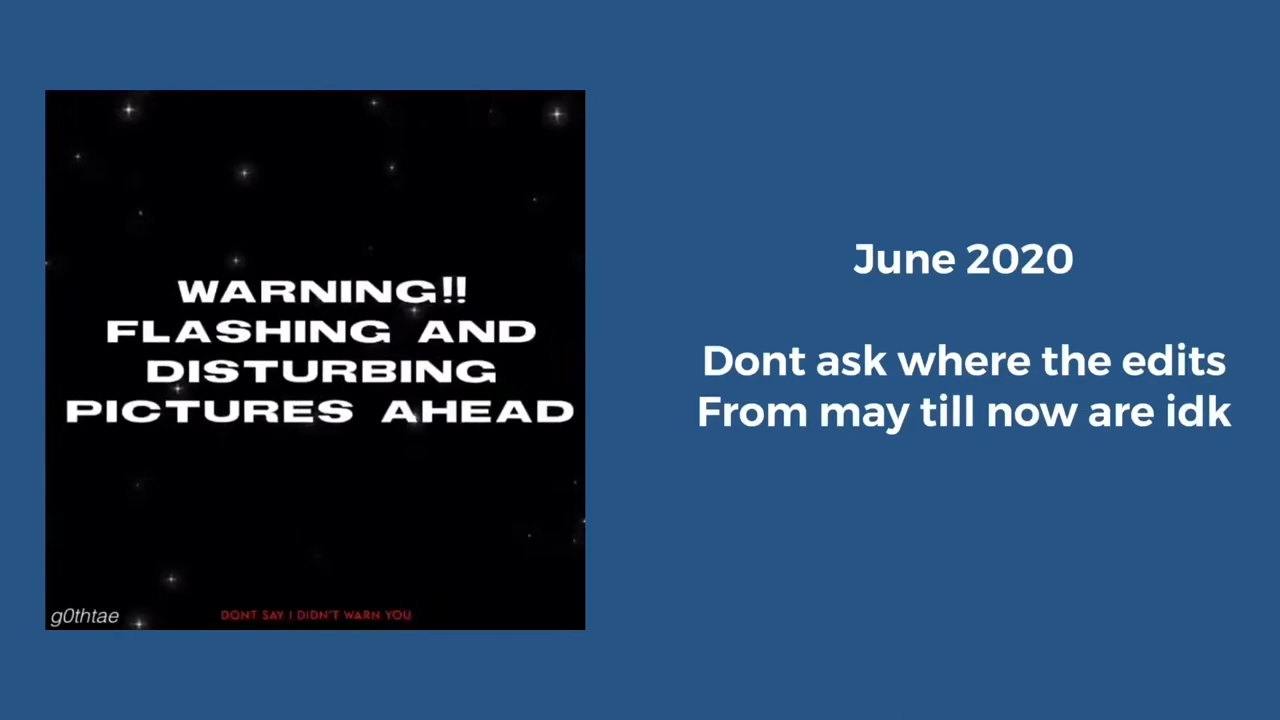 WARNING!!
FLASHING AND
DISTURBING
PICTURES AHEAD
g0thtae
DONT SAY I DIDN'T WARN YOU
June 2020
Dont ask where the edits
From may till now are idk